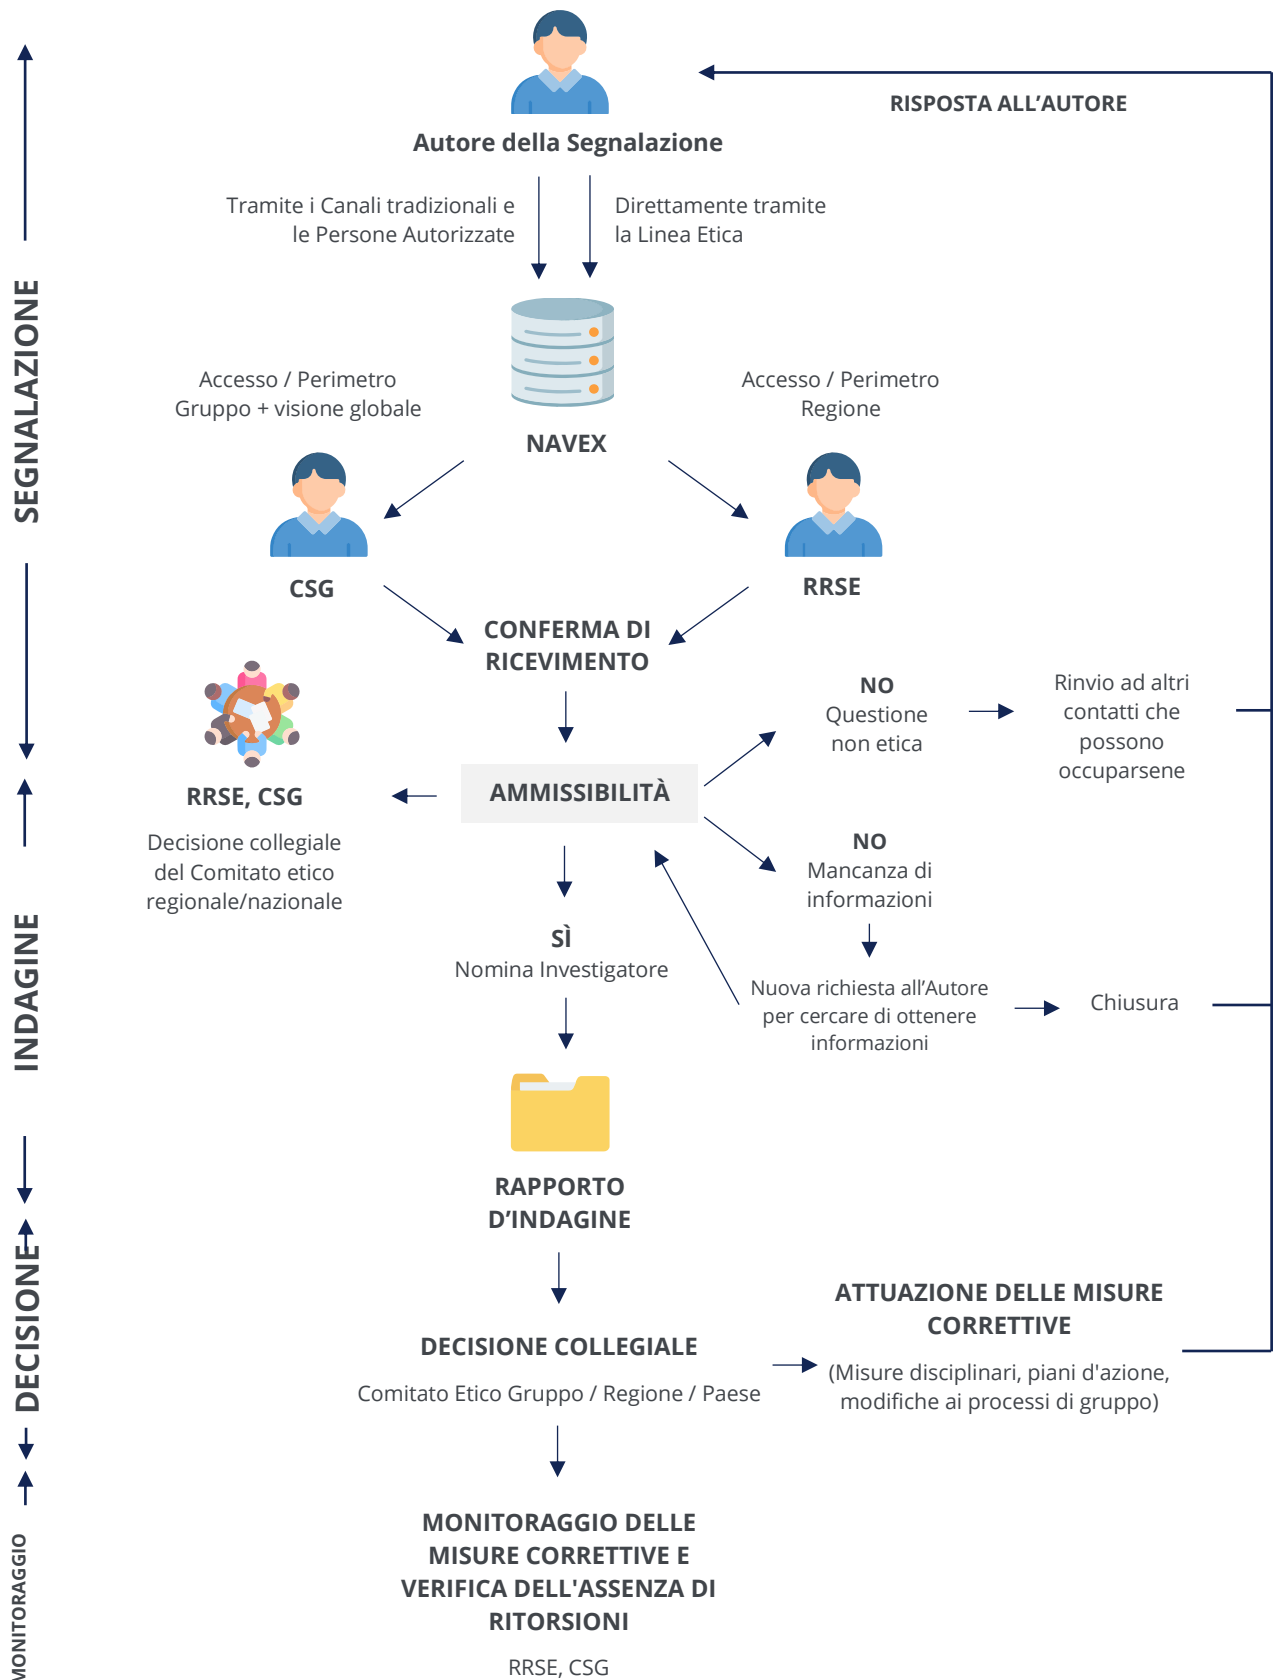 RISPOSTA ALL’AUTORE
Autore della Segnalazione
Tramite i Canali tradizionali e
le Persone Autorizzate
Direttamente tramite
la Linea Etica
SEGNALAZIONE
Accesso / Perimetro
Gruppo + visione globale
Accesso / Perimetro
Regione
NAVEX
CSG
RRSE
CONFERMA DI
RICEVIMENTO
NO
Questione
non etica
Rinvio ad altri
contatti che
possono
occuparsene
RRSE, CSG
Decisione collegiale
del Comitato etico
regionale/nazionale
AMMISSIBILITÀ
NO
Mancanza di
informazioni
INDAGINE
SÌ
Nomina Investigatore
Nuova richiesta all’Autore
per cercare di ottenere
informazioni
Chiusura
RAPPORTO
D’INDAGINE
DECISIONE
DECISIONE COLLEGIALE
Comitato Etico Gruppo / Regione / Paese
ATTUAZIONE DELLE MISURE
CORRETTIVE
(Misure disciplinari, piani d'azione,
modifiche ai processi di gruppo)
MONITORAGGIO
MONITORAGGIO DELLE
MISURE CORRETTIVE E
VERIFICA DELL'ASSENZA DI
RITORSIONI
RRSE, CSG